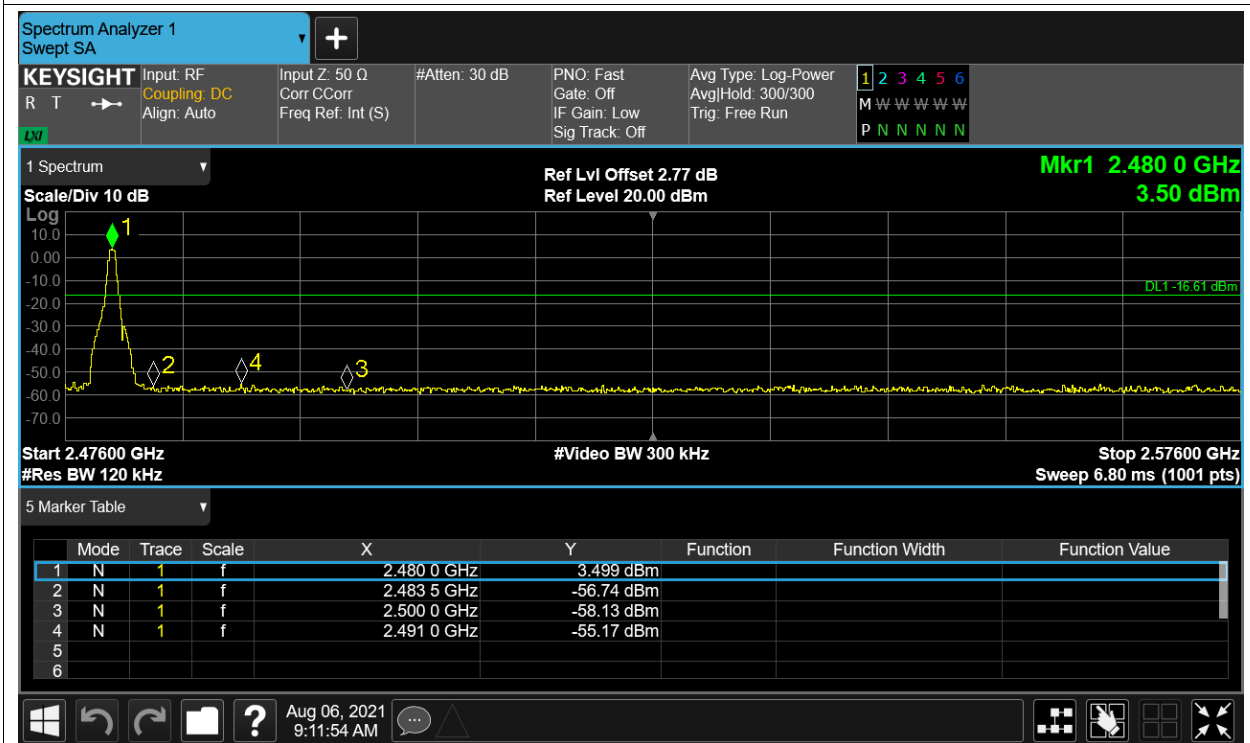 Spectrum Analyzer 1
Swept SA
KEYSIGHT Input: RF Input Z: 50 Ω #Atten: 30 dB PNO: Fast Avg Type: Log-Power 1 2 3 4 5 6
R T Coupling: DC Corr CCorr Gate: Off Avg|Hold: 300/300 M W W W W W
Align: Auto Freq Ref: Int (S) IF Gain: Low Trig: Free Run
LXI Sig Track: Off P N N N N N
1 Spectrum Ref Lvl Offset 2.77 dB Mkr1 2.480 0 GHz
Scale/Div 10 dB Ref Level 20.00 dBm 3.50 dBm
Log
10.0
0.00
-10.0
-20.0
-30.0
-40.0
-50.0
-60.0
-70.0
1
2
4
3
DL1 -16.61 dBm
Start 2.47600 GHz #Video BW 300 kHz Stop 2.57600 GHz
#Res BW 120 kHz Sweep 6.80 ms (1001 pts)
5 Marker Table
Mode Trace Scale X Y Function Function Width Function Value
1 N 1 f 2.480 0 GHz 3.499 dBm
2 N 1 f 2.483 5 GHz -56.74 dBm
3 N 1 f 2.500 0 GHz -58.13 dBm
4 N 1 f 2.491 0 GHz -55.17 dBm
5
6
? Aug 06, 2021
9:11:54 AM